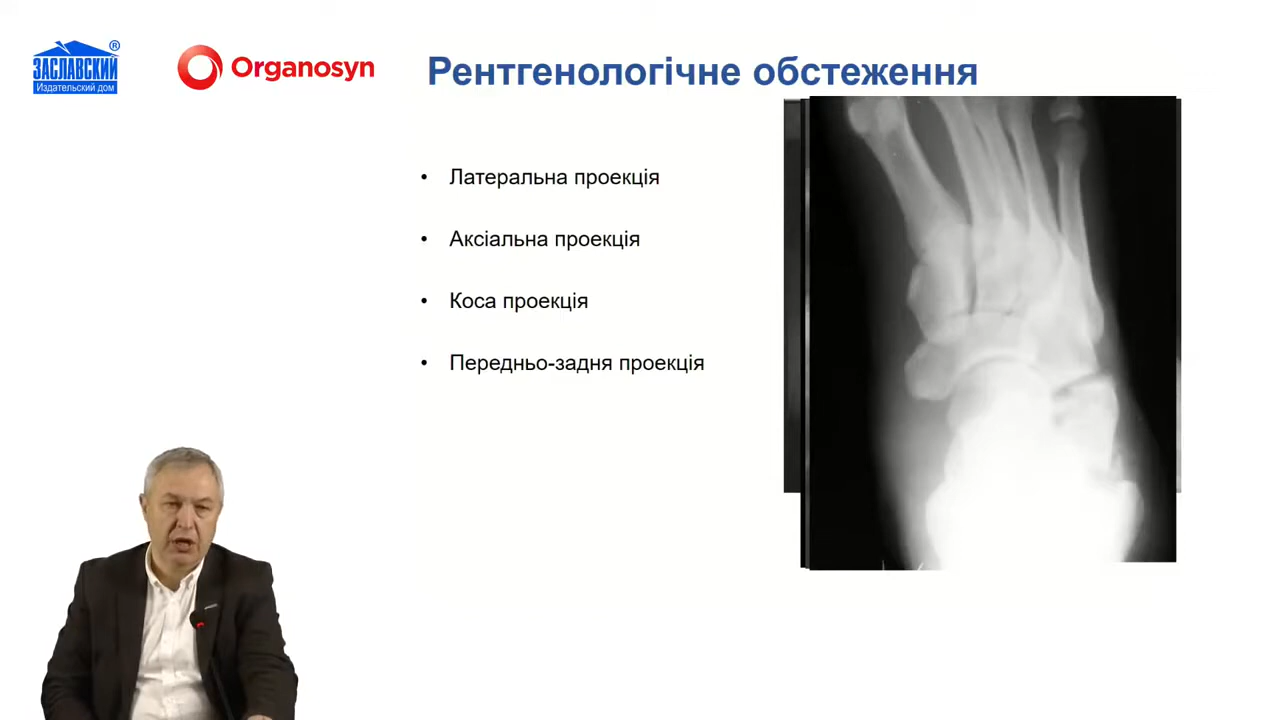 ЗАСЛАВСКИЙ
®
Издательский дом
Organosyn
Рентгенологічне обстеження
• Латеральна проекція
• Аксіальна проекція
• Коса проекція
• Передньо-задня проекція